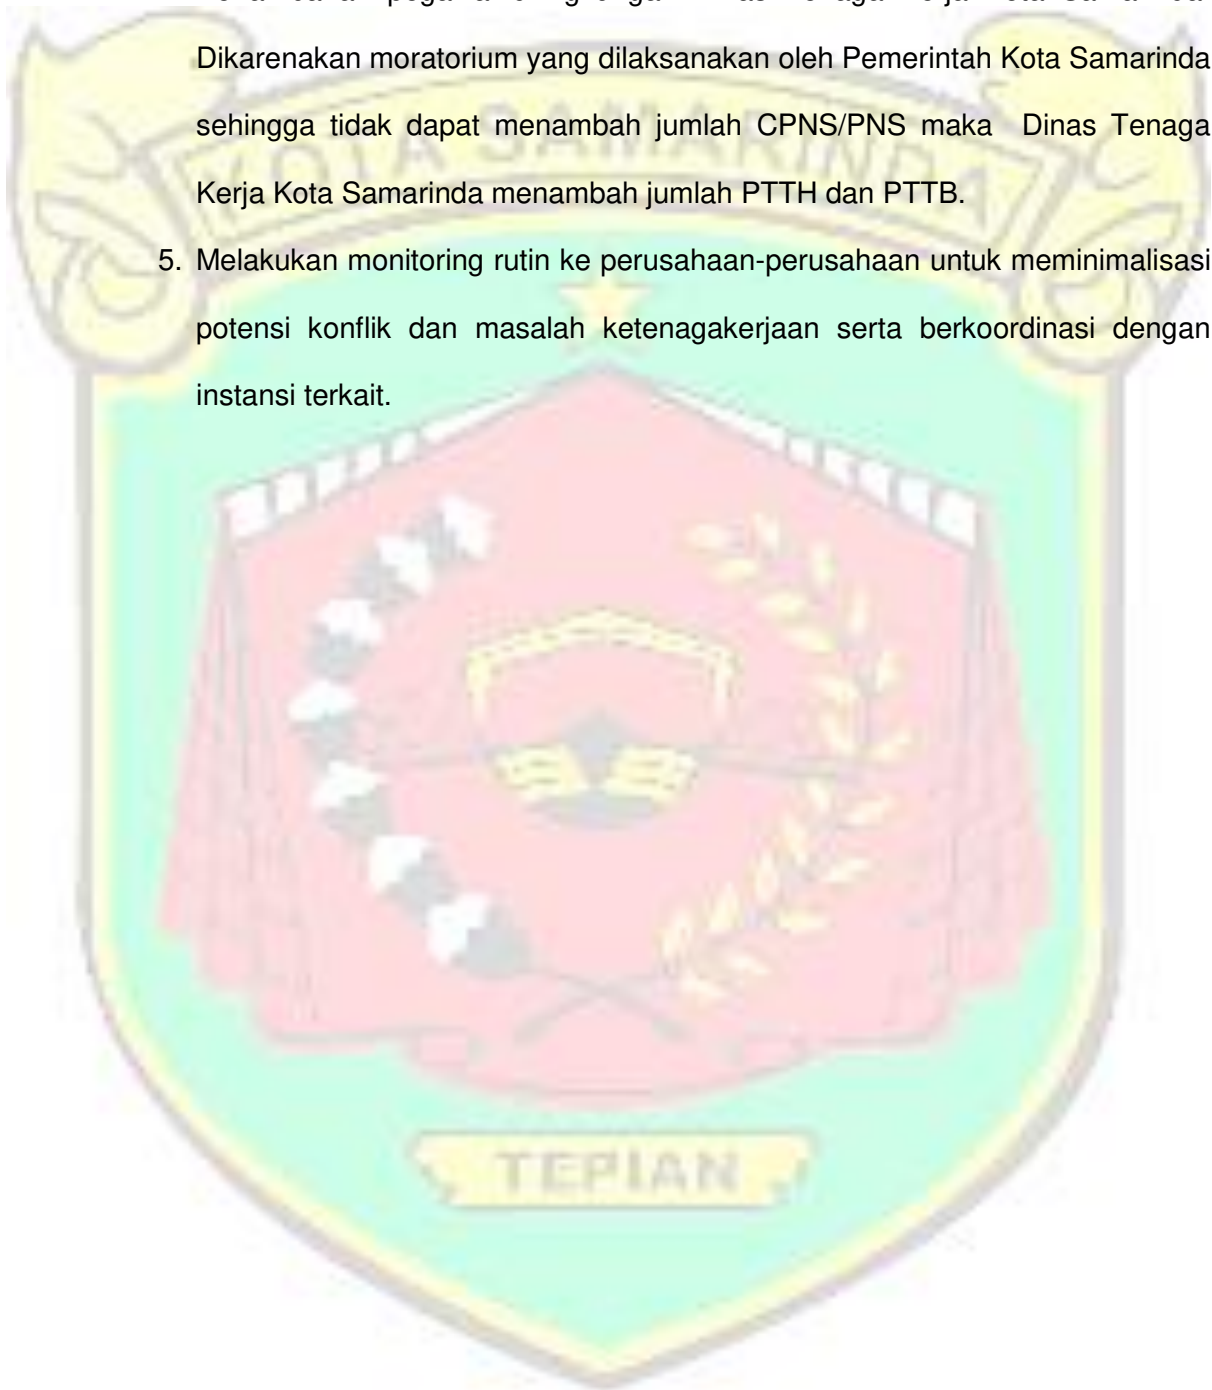 Dikarenakan moratorium yang dilaksanakan oleh Pemerintah Kota Samarinda
sehingga tidak dapat menambah jumlah CPNS/PNS maka Dinas Tenaga
Kerja Kota Samarinda menambah jumlah PTTH dan PTTB.
5. Melakukan monitoring rutin ke perusahaan-perusahaan untuk meminimalisasi
potensi konflik dan masalah ketenagakerjaan serta berkoordinasi dengan
instansi terkait.
KOTA SAMARINDA
TEPIAN